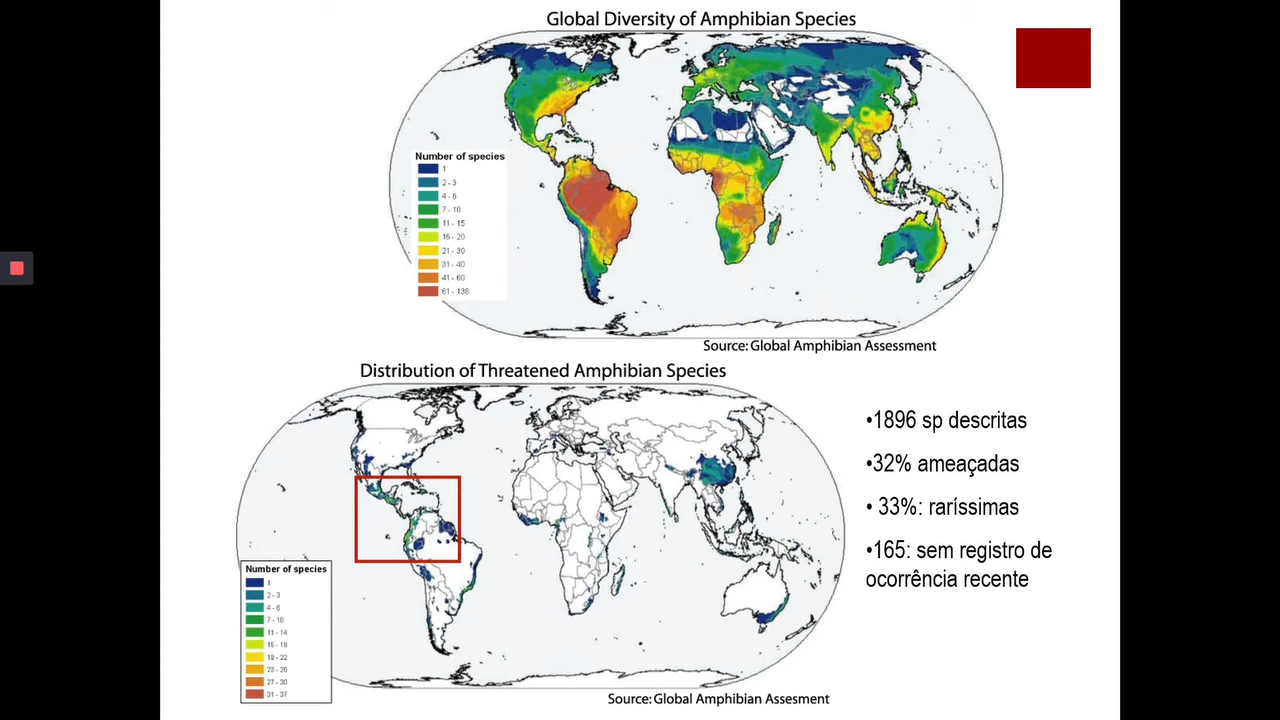 Global Diversity of Amphibian Species
Number of species
1
2 - 3
4 - 6
7 - 10
11 - 15
16 - 20
21 - 30
31 - 40
41 - 60
61 - 138
Source: Global Amphibian Assessment
Distribution of Threatened Amphibian Species
•1896 sp descritas
•32% ameaçadas
• 33%: raríssimas
•165: sem registro de
ocorrência recente
Number of species
1
2 - 3
4 - 6
7 - 10
11 - 14
15 - 18
19 - 22
23 - 26
27 - 30
31 - 37
Source: Global Amphibian Assesment